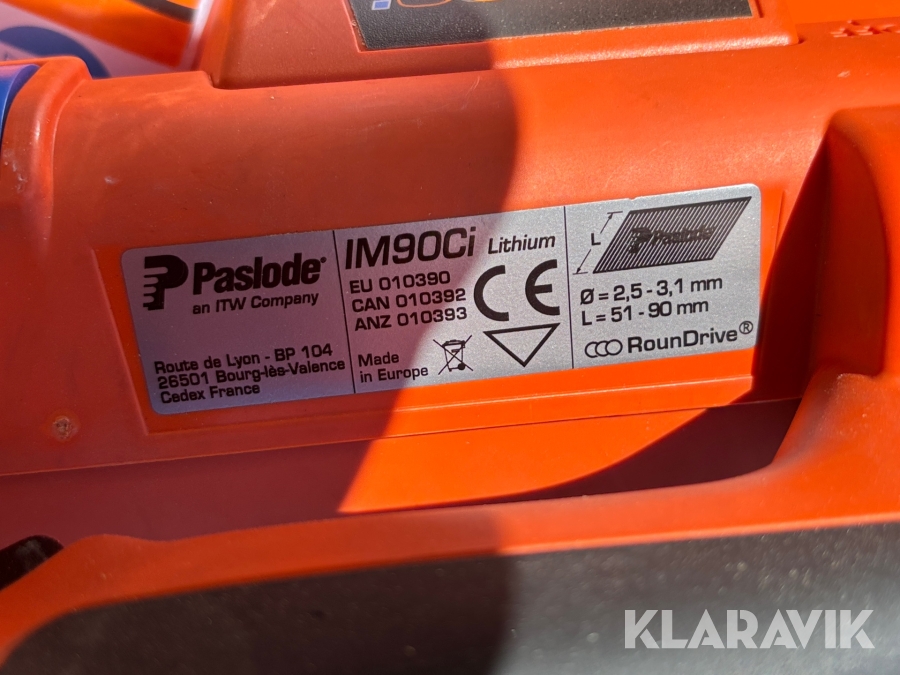 Paslode®
an ITW Company
Route de Lyon - BP 104
26501 Bourg-lès-Valence
Cedex France
IM90Ci Lithium
EU 010390
CAN 010392
ANZ 010393
CE
Made
in Europe
L
Paslode
Ø = 2,5 - 3,1 mm
L = 51 - 90 mm
RounDrive®
KLARAVIK